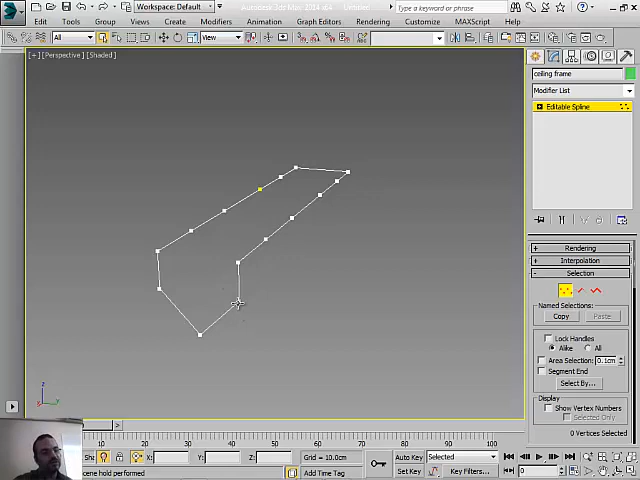 Workspace: Default
Autodesk 3ds Max 2014 x64
Untitled
Type a keyword or phrase
Edit Tools Group Views Create Modifiers Animation Graph Editors Rendering Customize MAXScript Help
All
View
[+][Perspective][Shaded]
ceiling frame
Modifier List
Editable Spline
Rendering
Interpolation
Selection
Named Selections:
Copy Paste
Lock Handles
Alike All
Area Selection: 0.1cm
Segment End
Select By...
Display
Show Vertex Numbers
Selected Only
0 Vertices Selected
z
x
40 50 60 70 80 90 100
X: Y: Z: Grid = 10.0cm
Auto Key Selected
cene hold performed
Add Time Tag
Set Key Key Filters... 0